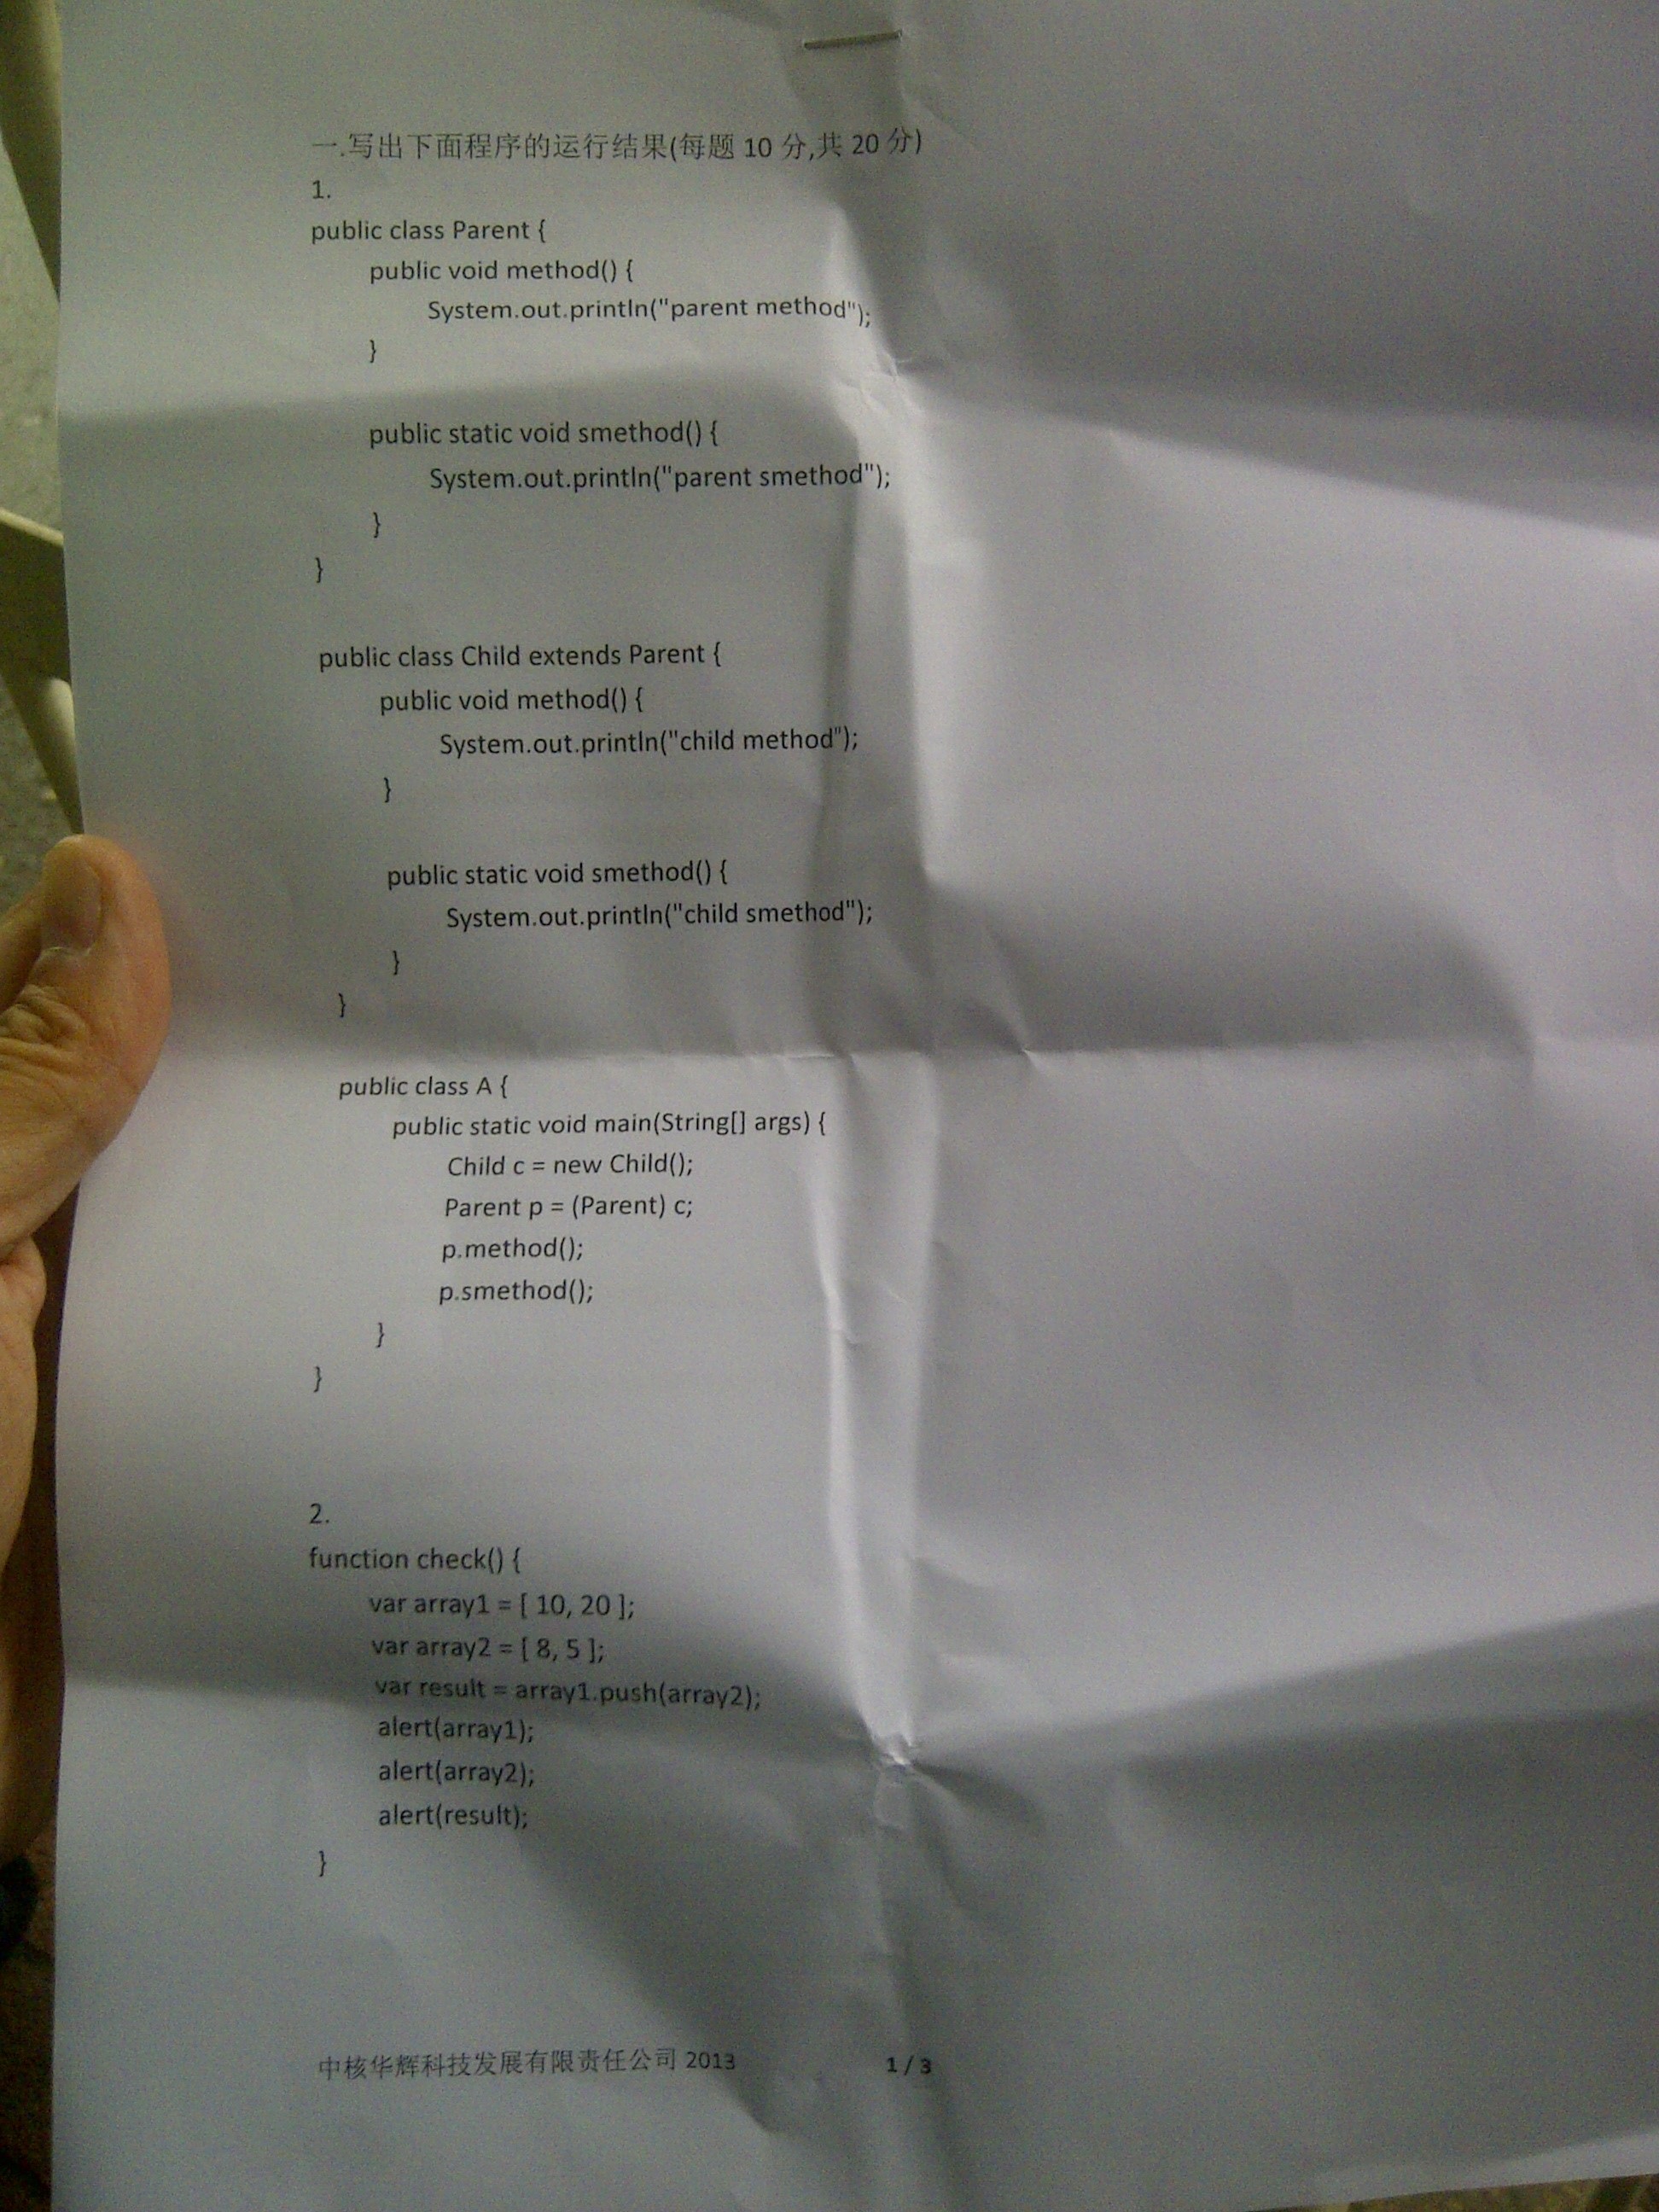 一.写出下面程序的运行结果(每题 10 分,共 20 分)
1.
public class Parent {
public void method() {
System.out.println("parent method");
}
public static void smethod() {
System.out.println("parent smethod");
}
}
public class Child extends Parent {
public void method() {
System.out.println("child method");
}
public static void smethod() {
System.out.println("child smethod");
}
}
public class A {
public static void main(String[] args) {
Child c = new Child();
Parent p = (Parent) c;
p.method();
p.smethod();
}
}
2.
function check() {
var array1 = [ 10, 20 ];
var array2 = [ 8, 5 ];
var result = array1.push(array2);
alert(array1);
alert(array2);
alert(result);
}
中核华辉科技发展有限责任公司 2013 1 / 3